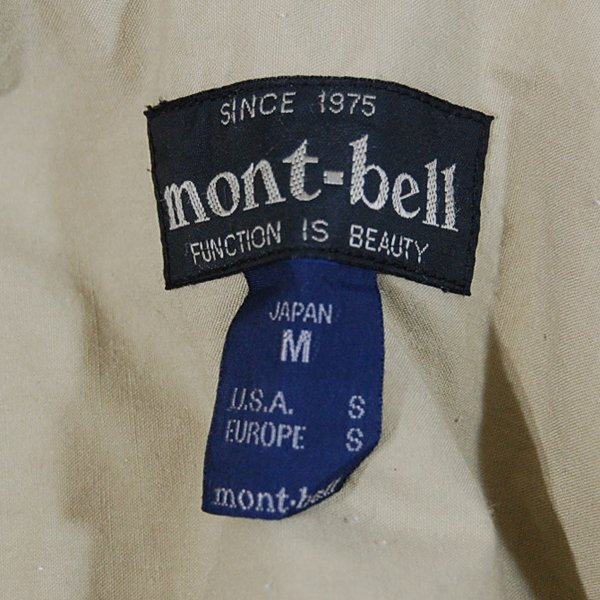 SINCE 1975
mont-bell
FUNCTION IS BEAUTY
JAPAN
M
U.S.A. S
EUROPE S
mont·bell